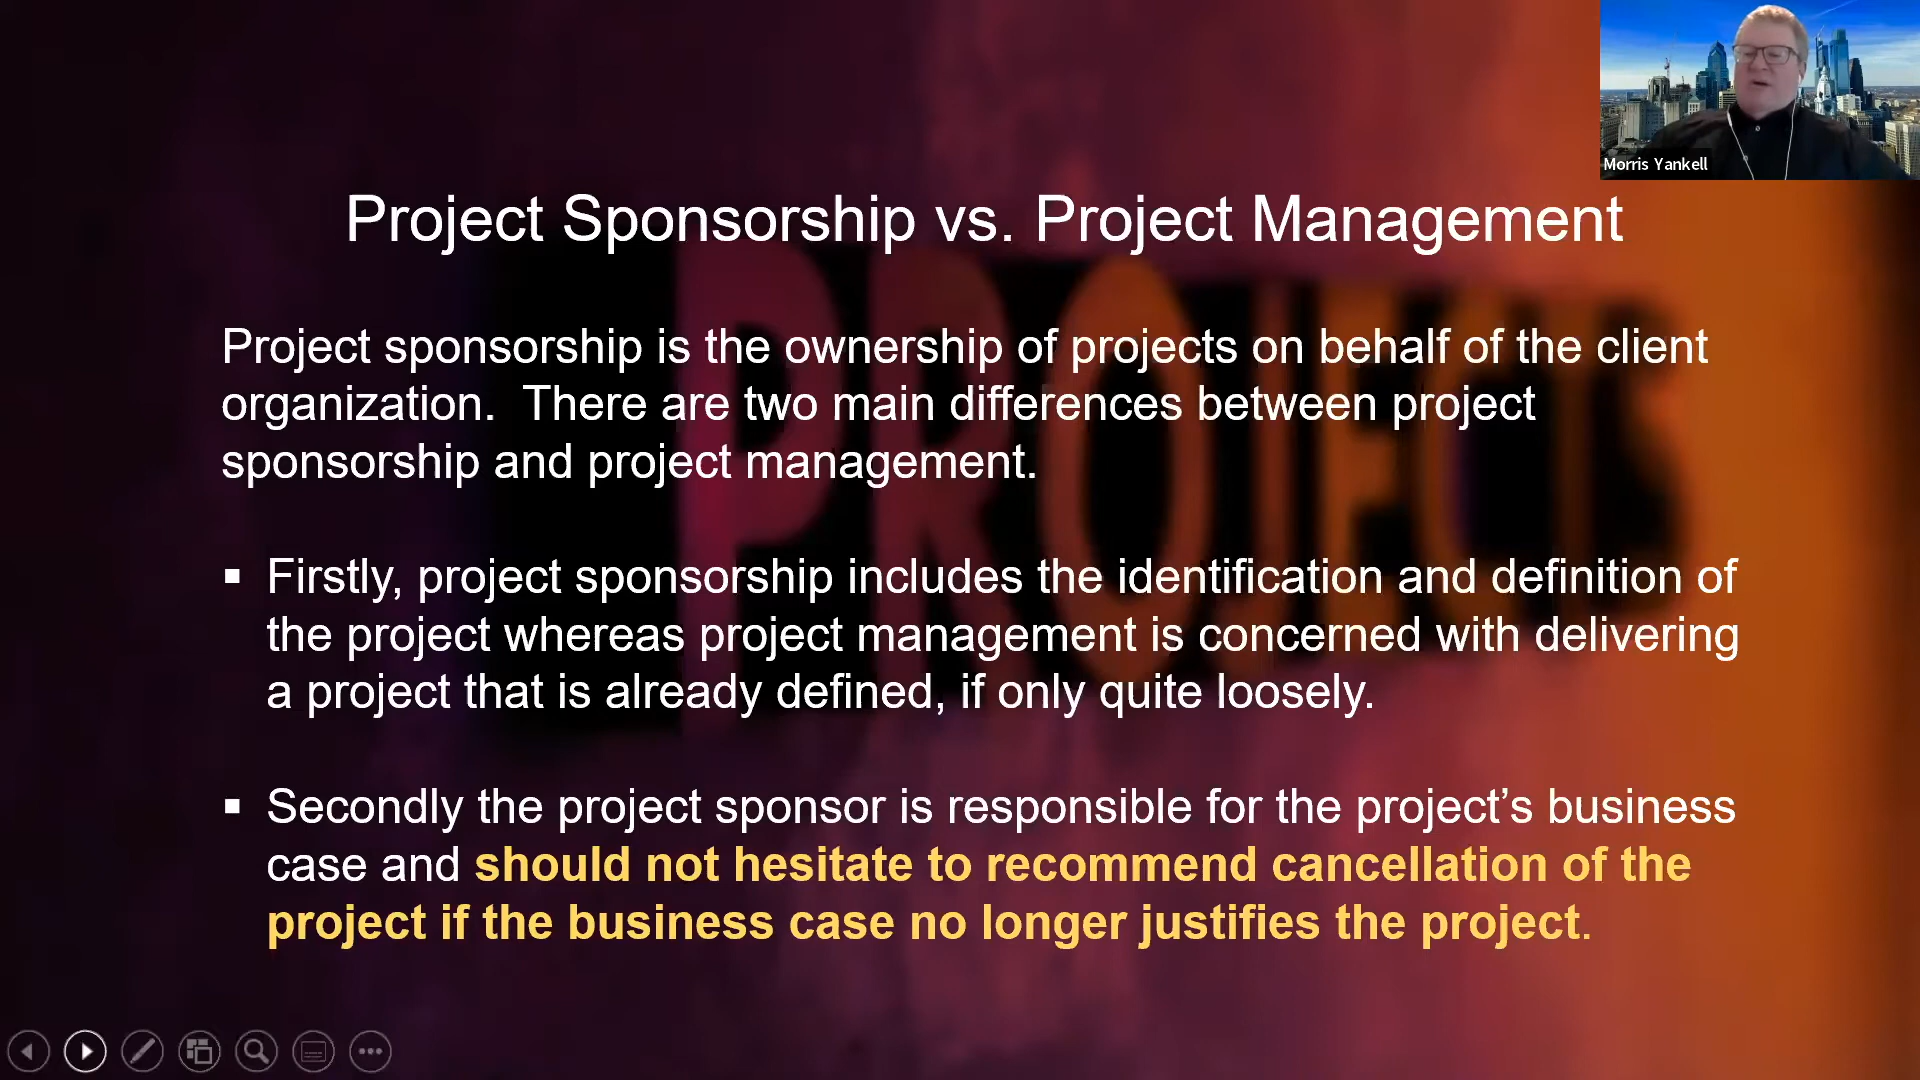 Morris Yankell
Project Sponsorship vs. Project Management
Project sponsorship is the ownership of projects on behalf of the client
organization.  There are two main differences between project
sponsorship and project management.
▪ Firstly, project sponsorship includes the identification and definition of
the project whereas project management is concerned with delivering
a project that is already defined, if only quite loosely.
▪ Secondly the project sponsor is responsible for the project’s business
case and should not hesitate to recommend cancellation of the
project if the business case no longer justifies the project.
PROJECTS